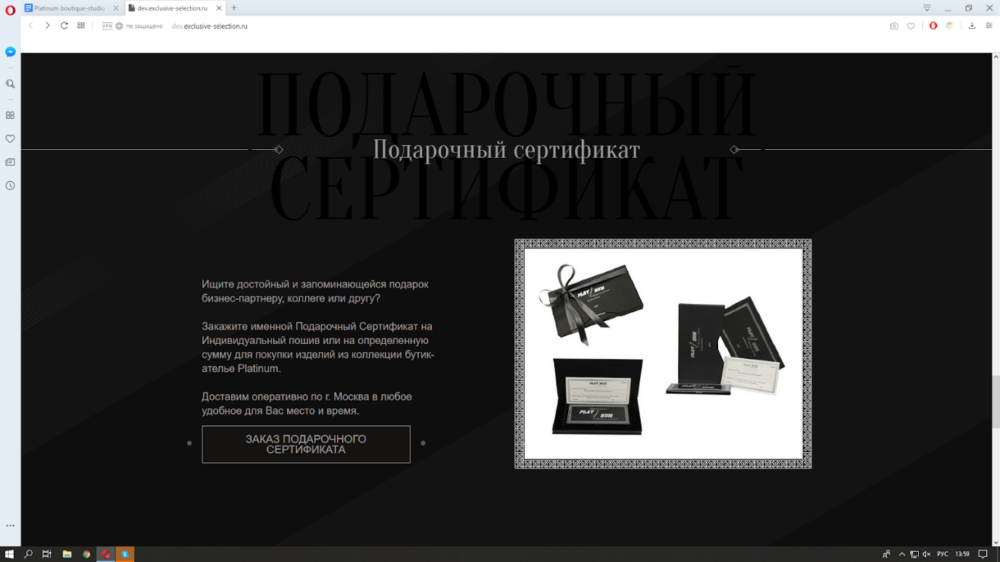 Platinum boutique-studio
dev.exclusive-selection.ru
VPN
Не защищено
dev.exclusive-selection.ru
ПОДАРОЧНЫЙ
Подарочный сертификат
СЕРТИФИКАТ
Ищите достойный и запоминающейся подарок
бизнес-партнеру, коллеге или другу?
Закажите именной Подарочный Сертификат на
Индивидуальный пошив или на определенную
сумму для покупки изделий из коллекции бутик-
ателье Platinum.
Доставим оперативно по г. Москва в любое
удобное для Вас место и время.
ЗАКАЗ ПОДАРОЧНОГО
СЕРТИФИКАТА
PLAT NUM
PLAT NUM
PLAT NUM
PLAT NUM
РУС
13:59